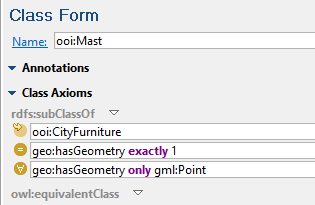 Class Form
Name: ooi:Mast
Annotations
Class Axioms
rdfs:subClassOf
ooi:CityFurniture
= geo:hasGeometry exactly 1
∀ geo:hasGeometry only gml:Point
owl:equivalentClass